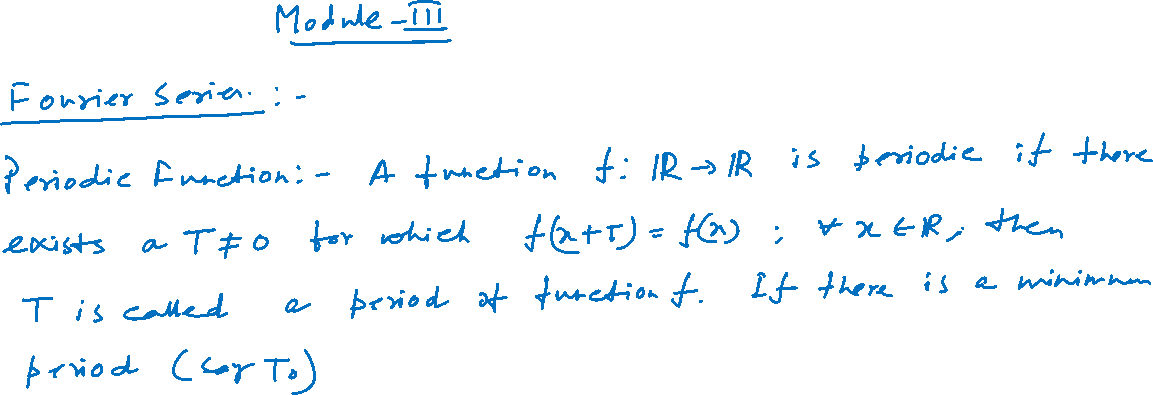 Module-III
Fourier Series :-
Periodic Function:- A function f: ℝ→ℝ is periodic if there
exists a T≠0 for which f(x+T) = f(x) ; ∀ x ∈ ℝ, then
T is called a period of function f. If there is a minimum
period (say T₀)